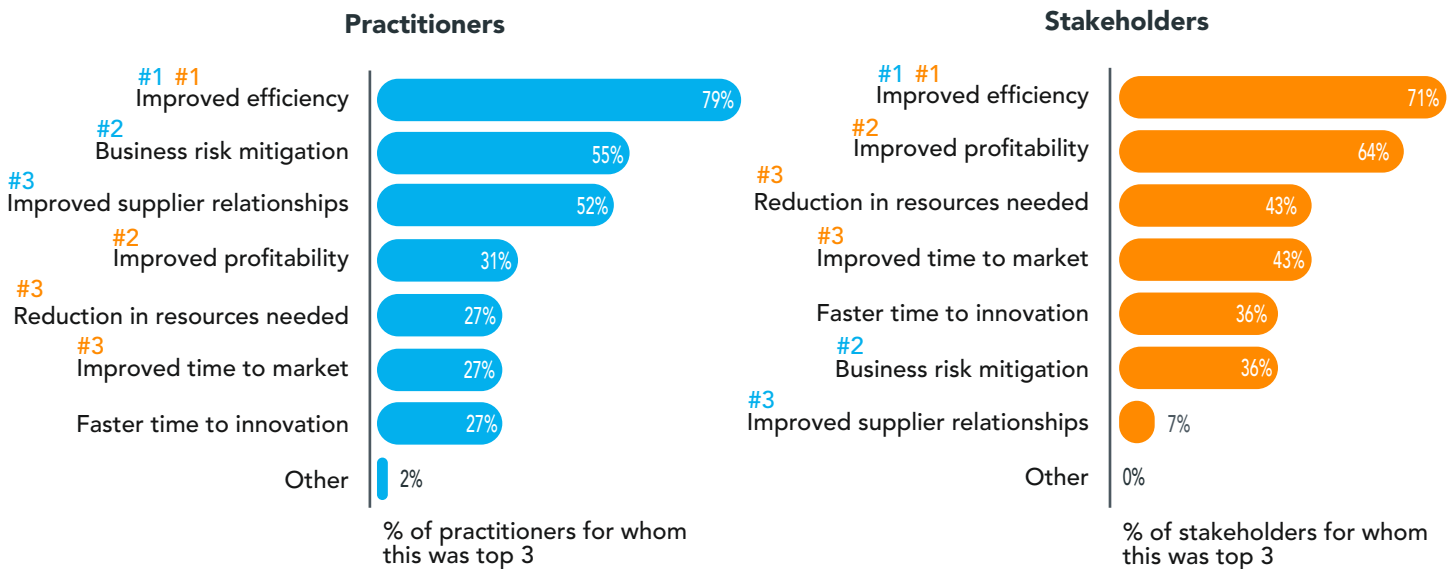 Practitioners
#1 #1
Improved efficiency
79%
#2
Business risk mitigation
55%
#3
Improved supplier relationships
52%
#2
Improved profitability
31%
#3
Reduction in resources needed
27%
#3
Improved time to market
27%
Faster time to innovation
27%
Other
2%
% of practitioners for whom
this was top 3
Stakeholders
#1 #1
Improved efficiency
71%
#2
Improved profitability
64%
#3
Reduction in resources needed
43%
#3
Improved time to market
43%
Faster time to innovation
36%
#2
Business risk mitigation
36%
#3
Improved supplier relationships
7%
Other
0%
% of stakeholders for whom
this was top 3